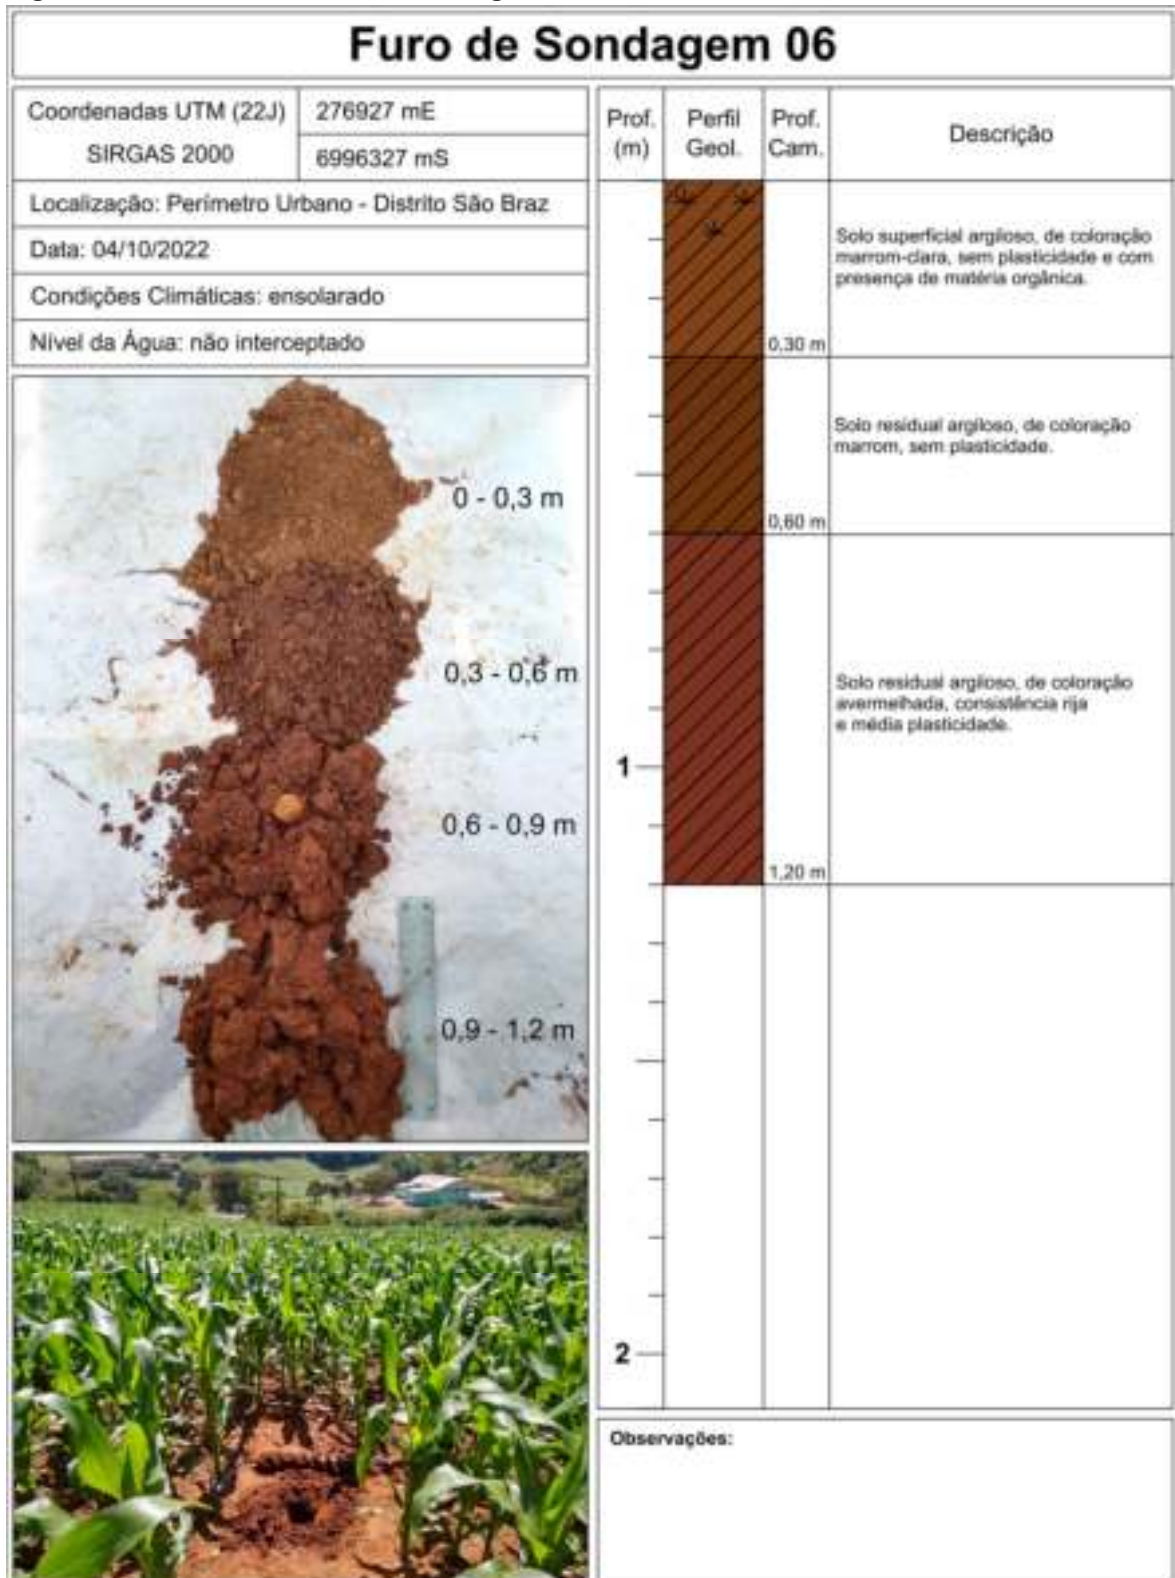 Furo de Sondagem 06
Coordenadas UTM (22J)
SIRGAS 2000
276927 mE
6996327 mS
Localização: Perímetro Urbano - Distrito São Braz
Data: 04/10/2022
Condições Climáticas: ensolarado
Nível da Água: não interceptado
0 - 0,3 m
0,3 - 0,6 m
0,6 - 0,9 m
0,9 - 1,2 m
Prof.
(m)
Perfil
Geol.
Prof.
Cam.
Descrição
Solo superficial argiloso, de coloração
marrom-clara, sem plasticidade e com
presença de matéria orgânica.
0,30 m
Solo residual argiloso, de coloração
marrom, sem plasticidade.
0,60 m
Solo residual argiloso, de coloração
avermelhada, consistência rija
e média plasticidade.
1
1,20 m
2
Observações: